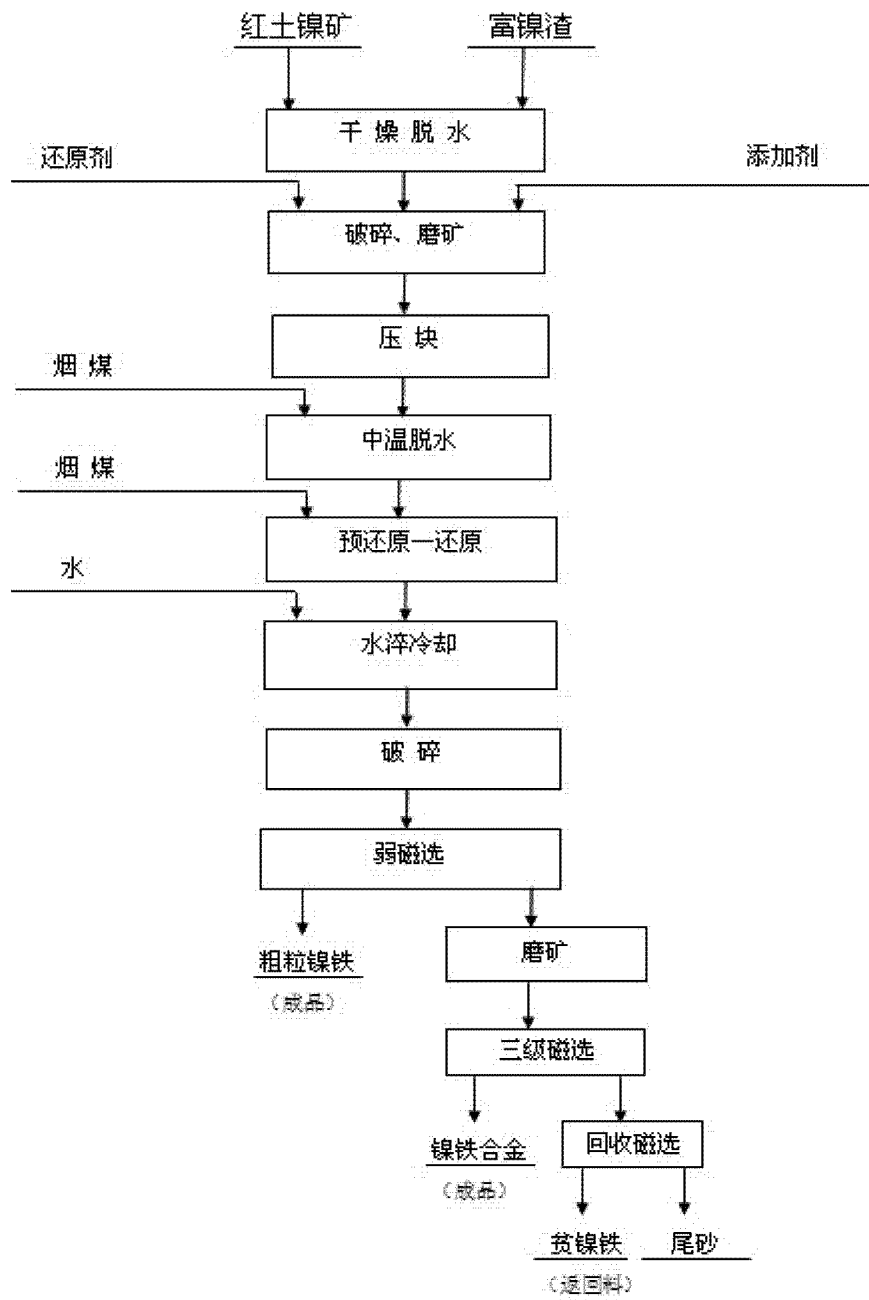 红土镍矿 富镍渣
干 燥 脱 水
还原剂 添加剂
破碎、磨矿
压 块
烟 煤
中温脱水
烟 煤
预还原—还原
水
水淬冷却
破 碎
弱磁选
粗粒镍铁 磨矿
（成品）
三级磁选
镍铁合金 回收磁选
（成品）
贫镍铁 尾砂
（返回料）